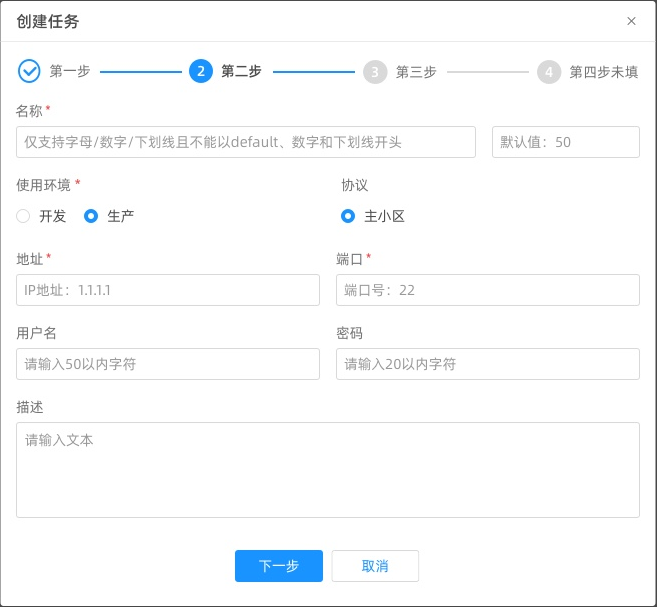 创建任务 ×
第一步 2 第二步 3 第三步 4 第四步未填
名称*
仅支持字母/数字/下划线且不能以default、数字和下划线开头 默认值：50
使用环境 * 协议
开发 生产 主小区
地址* 端口*
IP地址：1.1.1.1 端口号：22
用户名 密码
请输入50以内字符 请输入20以内字符
描述
请输入文本
下一步 取消